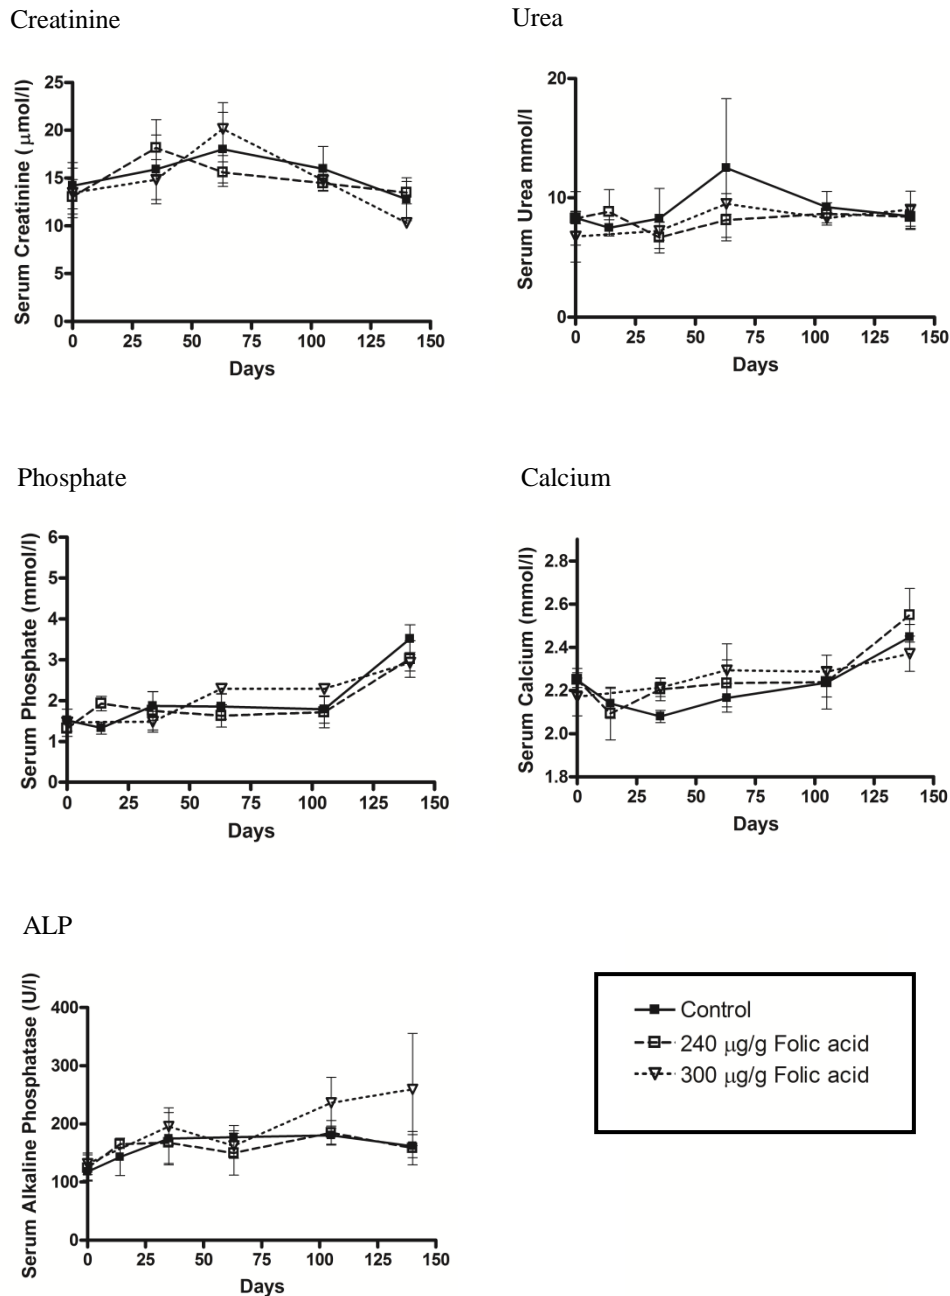 Creatinine
Urea
25
20
15
10
5
0
Serum Creatinine ( μmol/l)
0 25 50 75 100 125 150
Days
20
10
0
Serum Urea mmol/l
0 25 50 75 100 125 150
Days
Phosphate
Calcium
6
5
4
3
2
1
0
Serum Phosphate (mmol/l)
0 25 50 75 100 125 150
Days
2.8
2.6
2.4
2.2
2.0
1.8
Serum Calcium (mmol/l)
0 25 50 75 100 125 150
Days
ALP
400
300
200
100
0
Serum Alkaline Phosphatase (U/l)
0 25 50 75 100 125 150
Days
Control
240 μg/g Folic acid
300 μg/g Folic acid